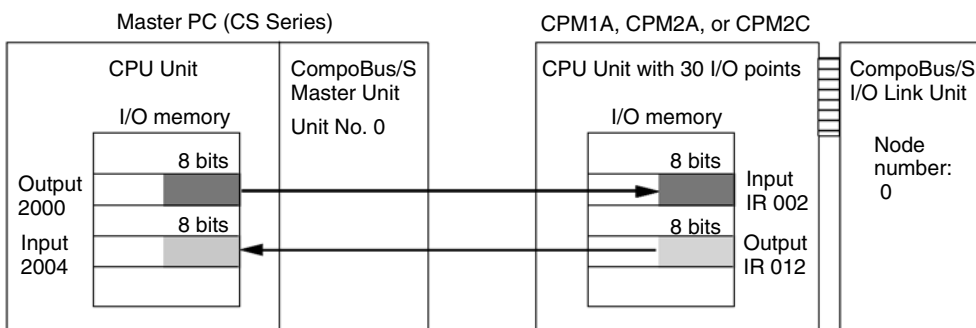 Master PC (CS Series)
CPU Unit
CompoBus/S
Master Unit
Unit No. 0
I/O memory
8 bits
Output
2000
8 bits
Input
2004
CPM1A, CPM2A, or CPM2C
CPU Unit with 30 I/O points
CompoBus/S
I/O Link Unit
I/O memory
Node
number:
0
8 bits
Input
IR 002
8 bits
Output
IR 012